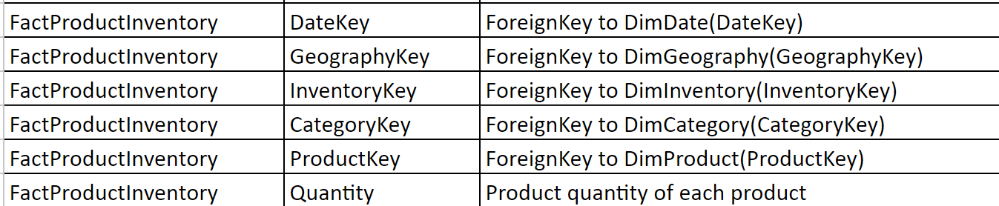 FactProductInventory DateKey ForeignKey to DimDate(DateKey)
FactProductInventory GeographyKey ForeignKey to DimGeography(GeographyKey)
FactProductInventory InventoryKey ForeignKey to DimInventory(InventoryKey)
FactProductInventory CategoryKey ForeignKey to DimCategory(CategoryKey)
FactProductInventory ProductKey ForeignKey to DimProduct(ProductKey)
FactProductInventory Quantity Product quantity of each product